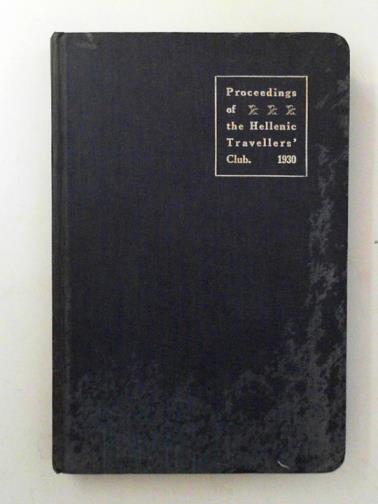 Proceedings
of
the Hellenic
Travellers'
Club. 1930